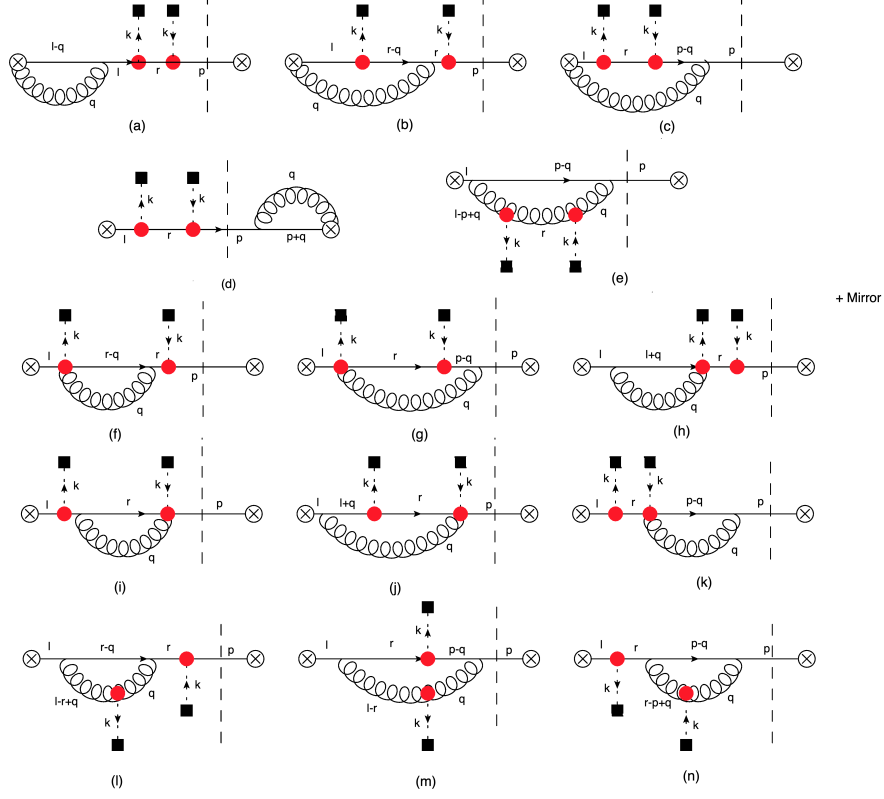 k k k k k k
l-q l r-q r l r p-q p
l r p p
q q q
(a) (b) (c)
q p-q p
k k
l r p p+q l-p+q r q
k k
(d) (e)
+ Mirror
k k k k k k
l r-q r l r p-q p l l+q r
p p
q q q
(f) (g) (h)
k k k k k k
l r p l l+q r p l r p-q
q q q
(i) (j) (k)
k
l r-q r p l r p-q p l r p-q p
l-r+q q k l-r q k r-p+q q
k k k
(l) (m) (n)